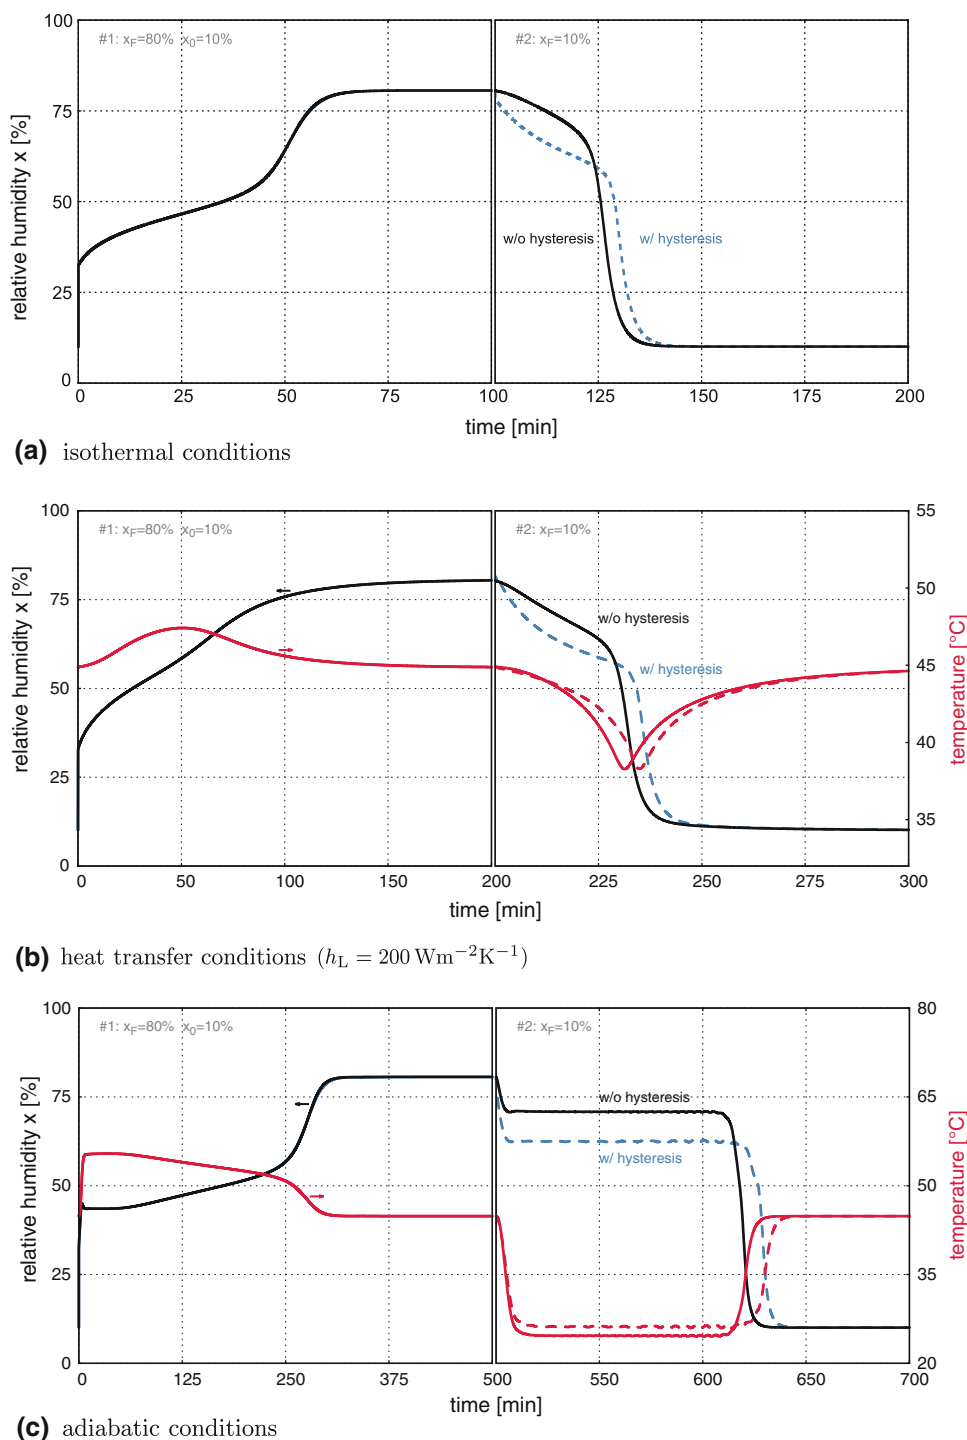 100
75
50
25
0
relative humidity x [%]
#1: xF=80% x0=10%
#2: xF=10%
w/o hysteresis
w/ hysteresis
0 25 50 75 100 100 125 150 175 200
time [min]
(a) isothermal conditions
100
75
50
25
0
relative humidity x [%]
#1: xF=80% x0=10%
#2: xF=10%
w/o hysteresis
w/ hysteresis
55
50
45
40
35
temperature [°C]
0 50 100 150 200 200 225 250 275 300
time [min]
(b) heat transfer conditions (hL = 200 Wm−2K−1)
100
75
50
25
0
relative humidity x [%]
#1: xF=80% x0=10%
#2: xF=10%
w/o hysteresis
w/ hysteresis
80
65
50
35
20
temperature [°C]
0 125 250 375 500 550 600 650 700
time [min]
(c) adiabatic conditions